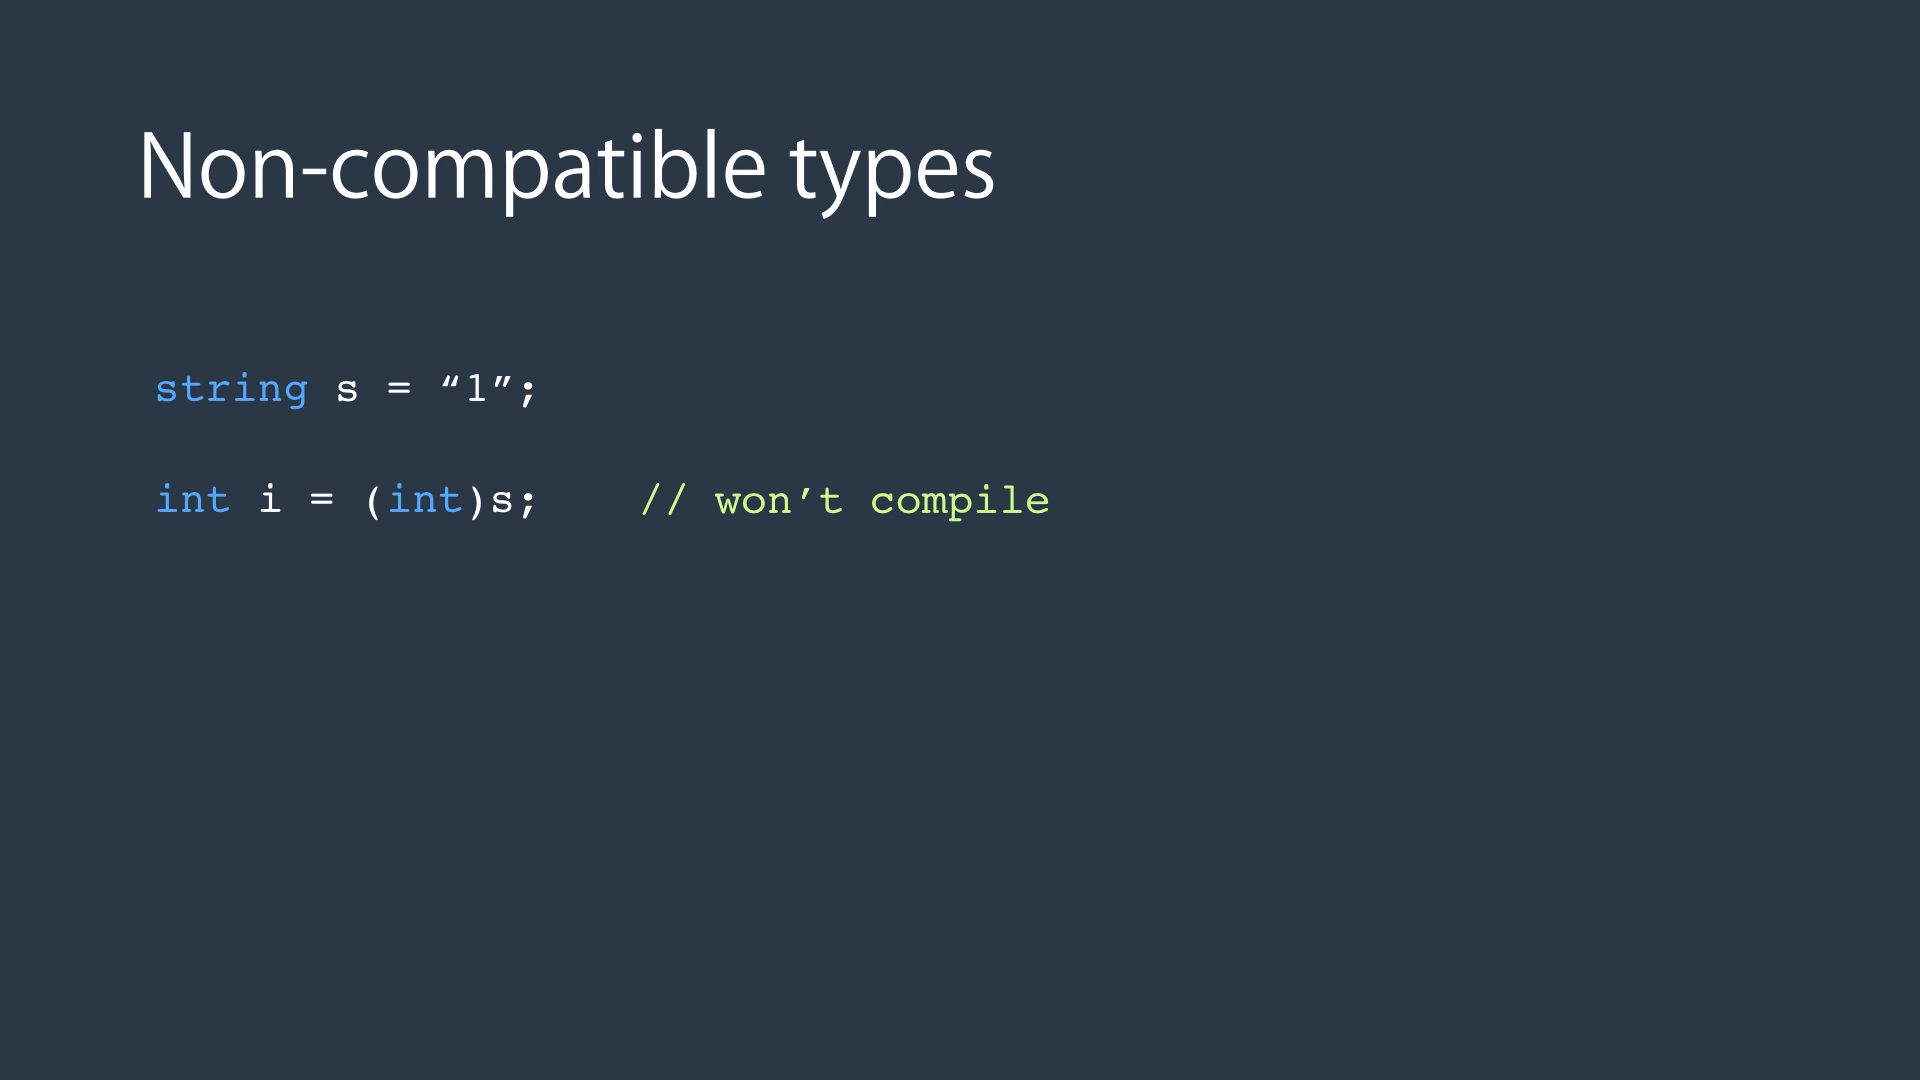 Non-compatible types
string s = “1”;
int i = (int)s;    // won’t compile